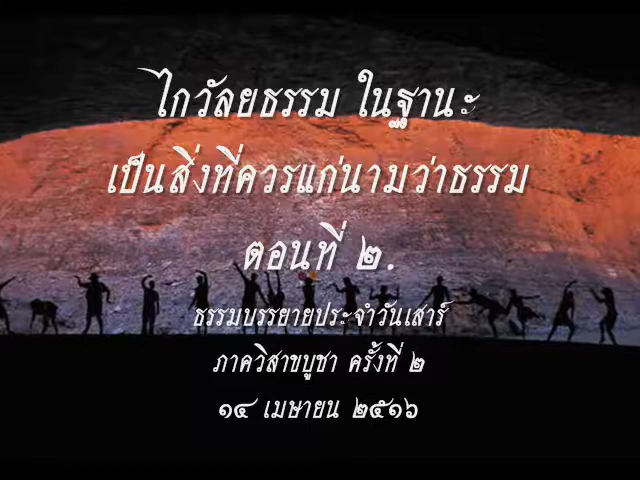 ไกวัลยธรรม ในฐานะ
เป็นสิ่งที่ควรแก่นามว่าธรรม
ตอนที่ ๒.
ธรรมบรรยายประจำวันเสาร์
ภาควิสาขบูชา ครั้งที่ ๒
๑๔ เมษายน ๒๕๑๖